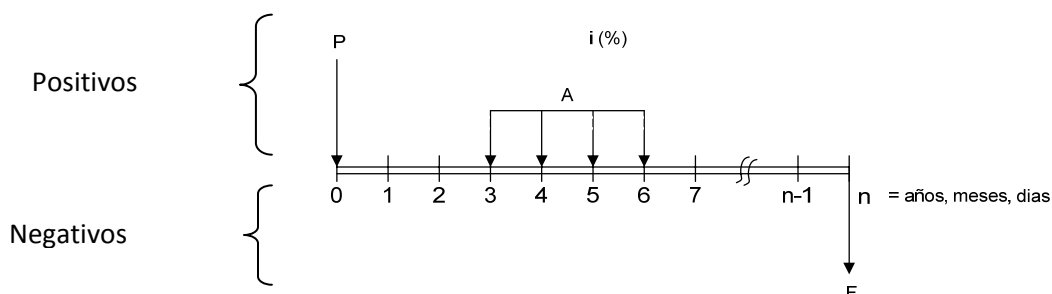 P
i (%)
Positivos
A
0 1 2 3 4 5 6 7 n-1 n = años, meses, dias
Negativos